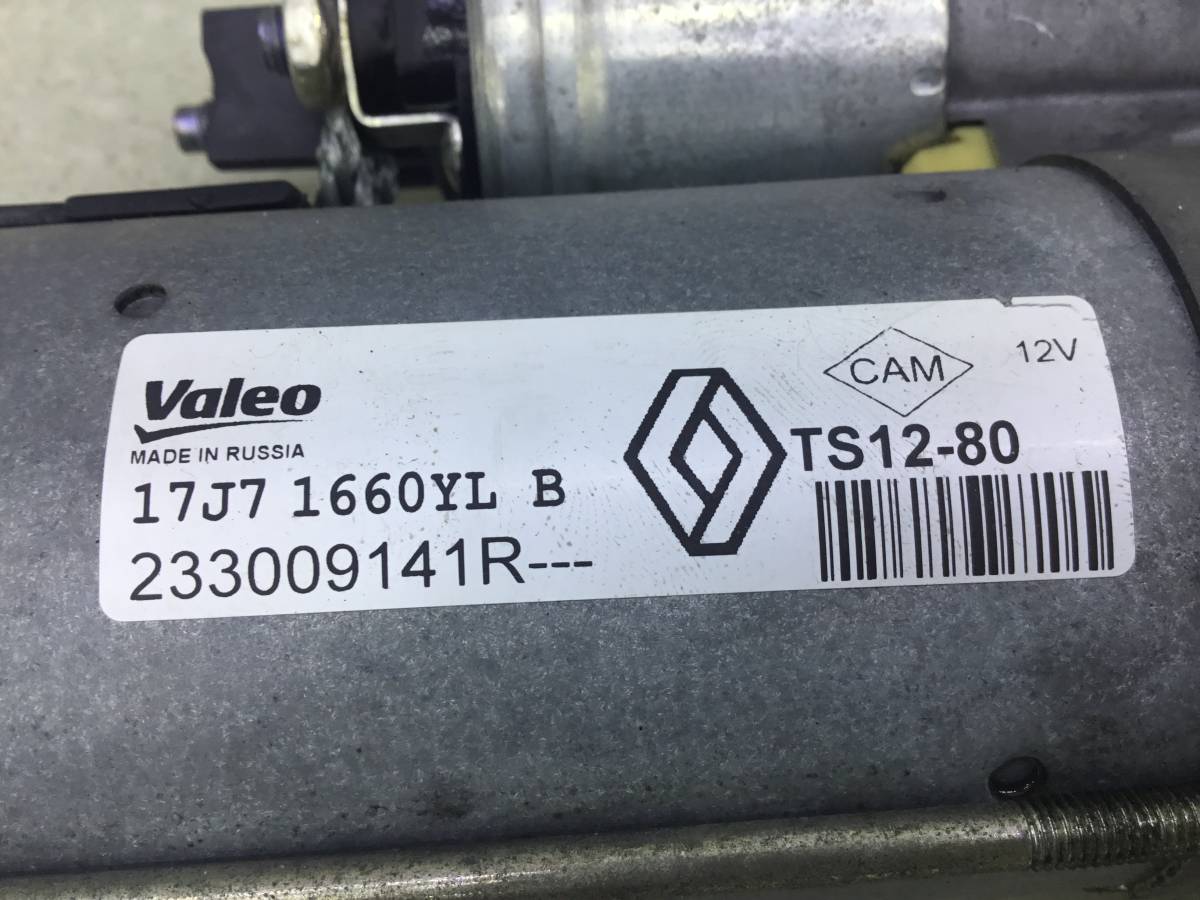 Valeo
MADE IN RUSSIA
17J7 1660YL B
233009141R---
CAM
12V
TS12-80